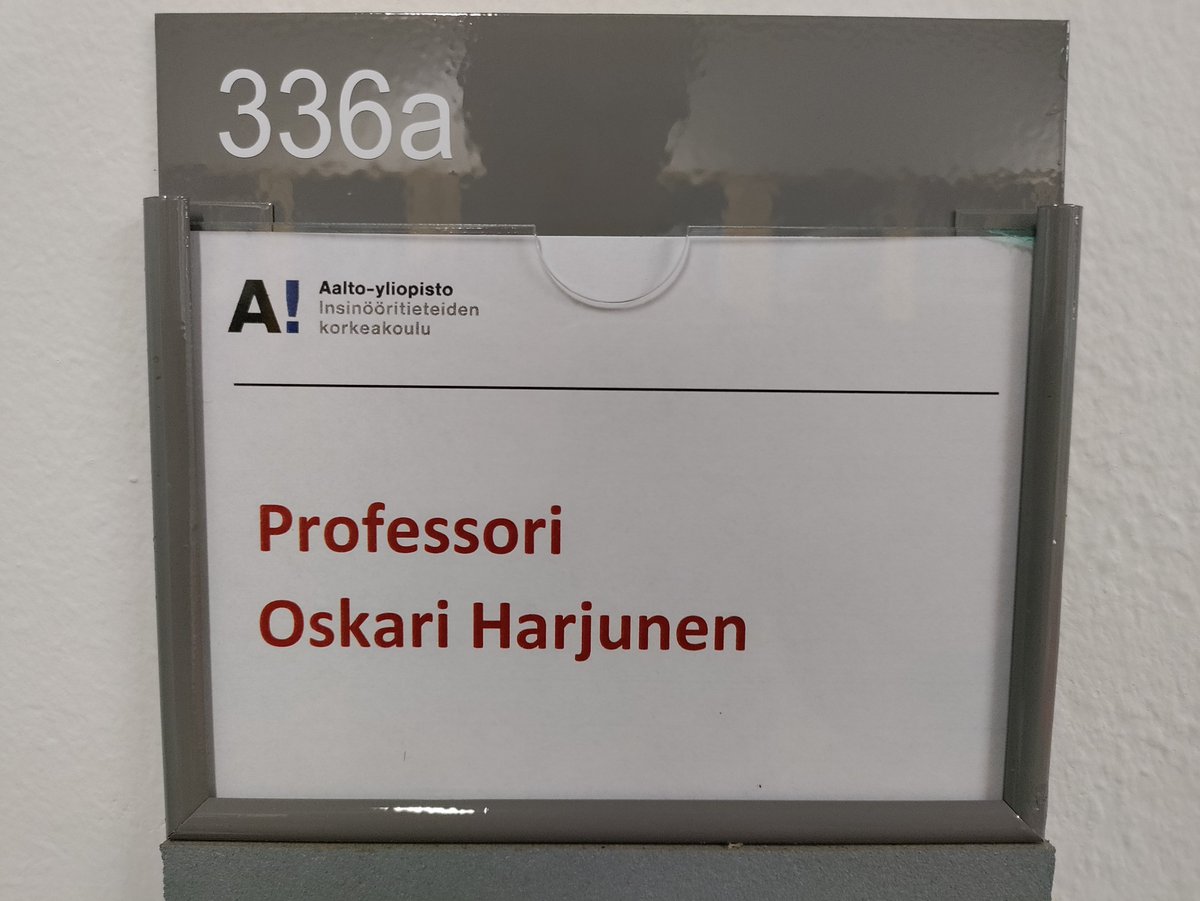 336a
A! Aalto-yliopisto
Insinööritieteiden
korkeakoulu
Professori
Oskari Harjunen